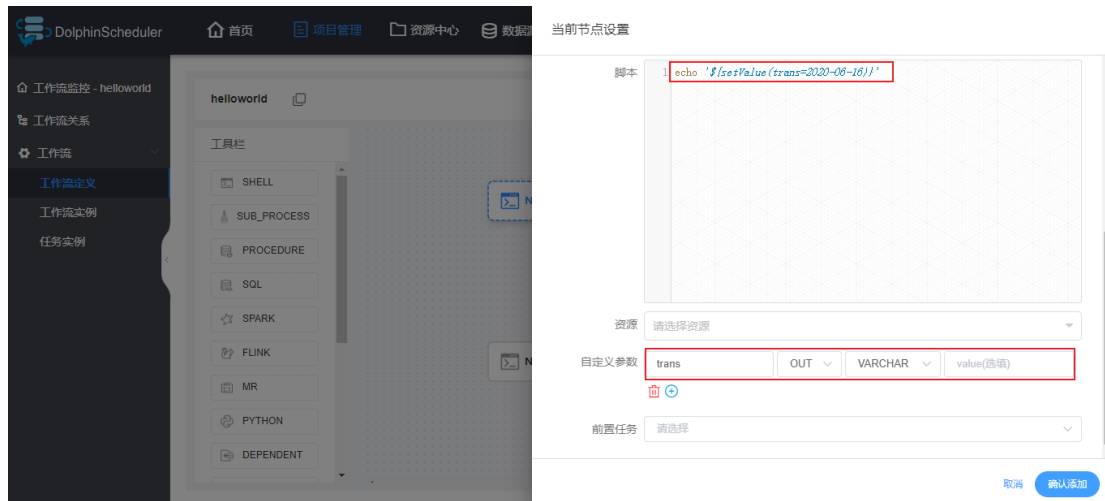 DolphinScheduler
首页
项目管理
资源中心
数据
工作流监控 - helloworld
工作流关系
工作流
工作流定义
工作流实例
任务实例
helloworld
工具栏
SHELL
SUB_PROCESS
PROCEDURE
SQL
SPARK
FLINK
MR
PYTHON
DEPENDENT
N
N
当前节点设置
脚本
1 echo '${setValue(trans=2020-06-16)}'
资源 请选择资源
自定义参数 trans OUT VARCHAR value(选填)
前置任务 请选择
取消 确认添加